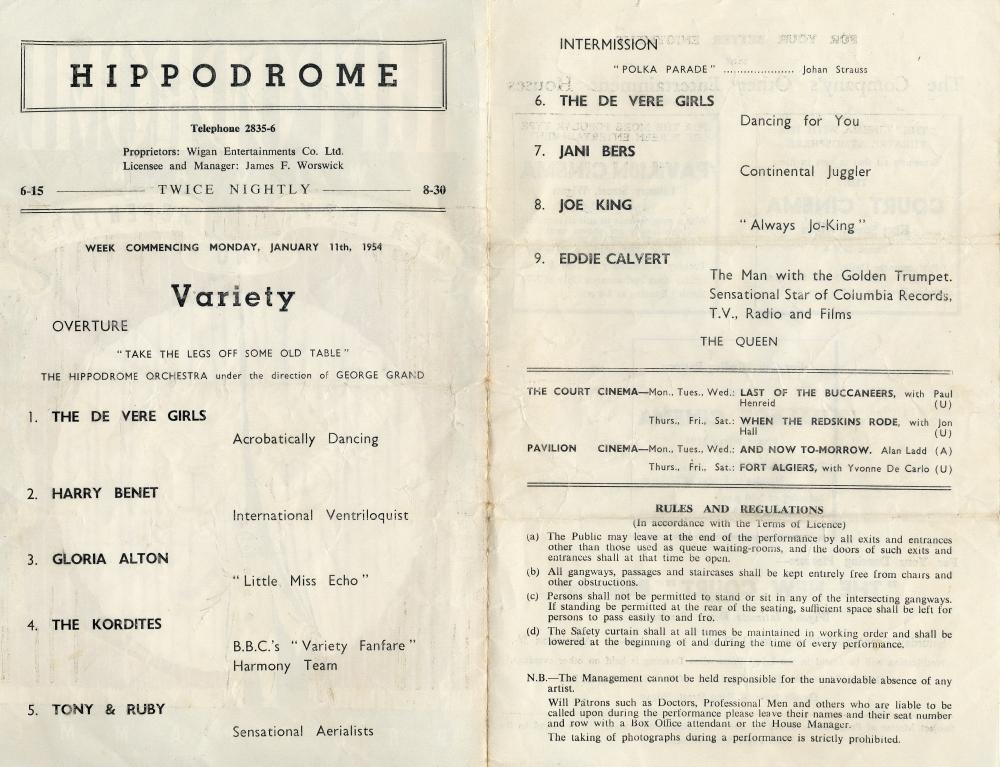 HIPPODROME
Telephone 2835-6
Proprietors: Wigan Entertainments Co. Ltd.
Licensee and Manager: James F. Worswick
6-15 TWICE NIGHTLY 8-30
WEEK COMMENCING MONDAY, JANUARY 11th, 1954
Variety
OVERTURE
"TAKE THE LEGS OFF SOME OLD TABLE"
THE HIPPODROME ORCHESTRA under the direction of GEORGE GRAND
1. THE DE VERE GIRLS
Acrobatically Dancing
2. HARRY BENET
International Ventriloquist
3. GLORIA ALTON
"Little Miss Echo"
4. THE KORDITES
B.B.C.'s "Variety Fanfare"
Harmony Team
5. TONY & RUBY
Sensational Aerialists
INTERMISSION
"POLKA PARADE" ..................... Johan Strauss
6. THE DE VERE GIRLS
Dancing for You
7. JANI BERS
Continental Juggler
8. JOE KING
"Always Jo-King"
9. EDDIE CALVERT
The Man with the Golden Trumpet.
Sensational Star of Columbia Records,
T.V., Radio and Films
THE QUEEN
THE COURT CINEMA—Mon., Tues., Wed.: LAST OF THE BUCCANEERS, with Paul
Henreid (U)
Thurs., Fri., Sat.: WHEN THE REDSKINS RODE, with Jon
Hall (U)
PAVILION CINEMA—Mon., Tues., Wed.: AND NOW TO-MORROW. Alan Ladd (A)
Thurs., Fri., Sat.: FORT ALGIERS, with Yvonne De Carlo (U)
RULES AND REGULATIONS
(In accordance with the Terms of Licence)
(a) The Public may leave at the end of the performance by all exits and entrances
other than those used as queue waiting-rooms, and the doors of such exits and
entrances shall at that time be open.
(b) All gangways, passages and staircases shall be kept entirely free from chairs and
other obstructions.
(c) Persons shall not be permitted to stand or sit in any of the intersecting gangways.
If standing be permitted at the rear of the seating, sufficient space shall be left for
persons to pass easily to and fro.
(d) The Safety curtain shall at all times be maintained in working order and shall be
lowered at the beginning of and during the time of every performance.
N.B.—The Management cannot be held responsible for the unavoidable absence of any
artist.
Will Patrons such as Doctors, Professional Men and others who are liable to be
called upon during the performance please leave their names and their seat number
and row with a Box Office attendant or the House Manager.
The taking of photographs during a performance is strictly prohibited.